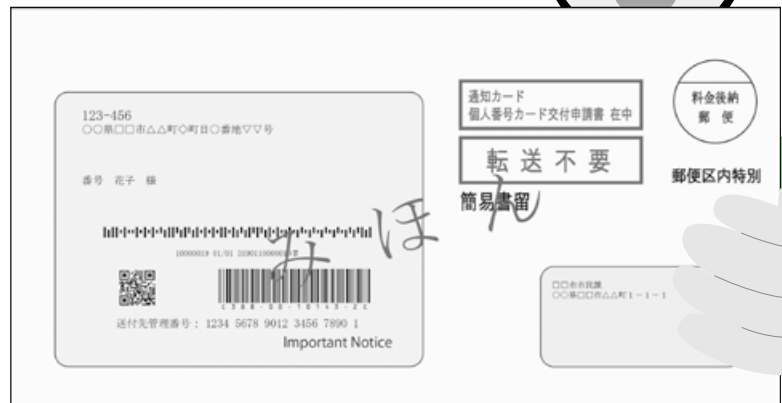 123-456
○○県□□市△△町◇町目○番地▽▽号
番号 花子 様
10000019 01/01
送付先管理番号: 1234 5678 9012 3456 7890 1
Important Notice
通知カード
個人番号カード交付申請書 在中
転送不要
簡易書留
料金後納
郵便
郵便区内特別
□□市市民課
○○県□□市△△町1-1-1
みほん